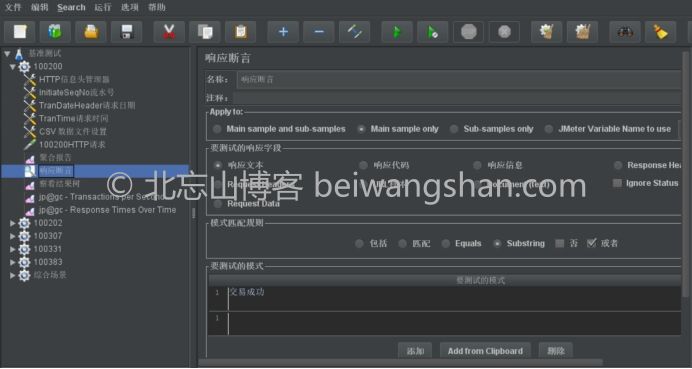 文件 编辑 Search 运行 选项 帮助
基准测试
100200
HTTP信息头管理器
InitiateSeqNo流水号
TranDateHeader请求日期
TranTime请求时间
CSV 数据文件设置
100200HTTP请求
聚合报告
响应断言
察看结果树
jp@gc - Transactions per Second
jp@gc - Response Times Over Time
100202
100307
100331
100383
综合场景
响应断言
名称: 响应断言
注释:
Apply to:
Main sample and sub-samples Main sample only Sub-samples only JMeter Variable Name to use
要测试的响应字段
响应文本 响应代码 响应信息 Response Hea
Request Headers Document (text) Ignore Status
Request Data
© 北忘山博客 beiwangshan.com
模式匹配规则
包括 匹配 Equals Substring 否 或者
要测试的模式
要测试的模式
1 交易成功
1
添加 Add from Clipboard 删除